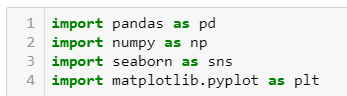 1 import pandas as pd
2 import numpy as np
3 import seaborn as sns
4 import matplotlib.pyplot as plt